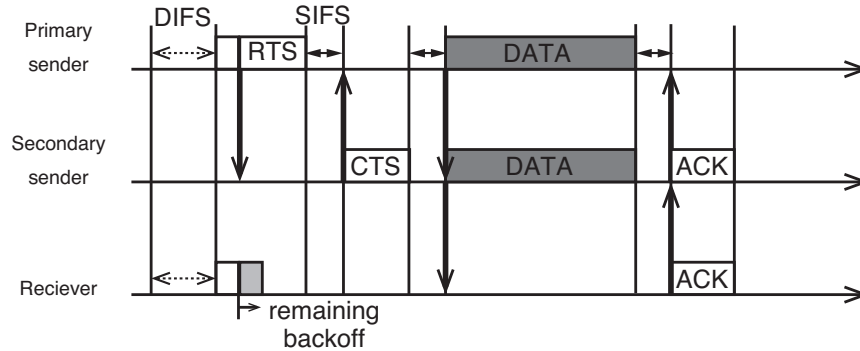 DIFS
SIFS
Primary
sender
RTS
DATA
Secondary
sender
CTS
DATA
ACK
Reciever
ACK
remaining
backoff